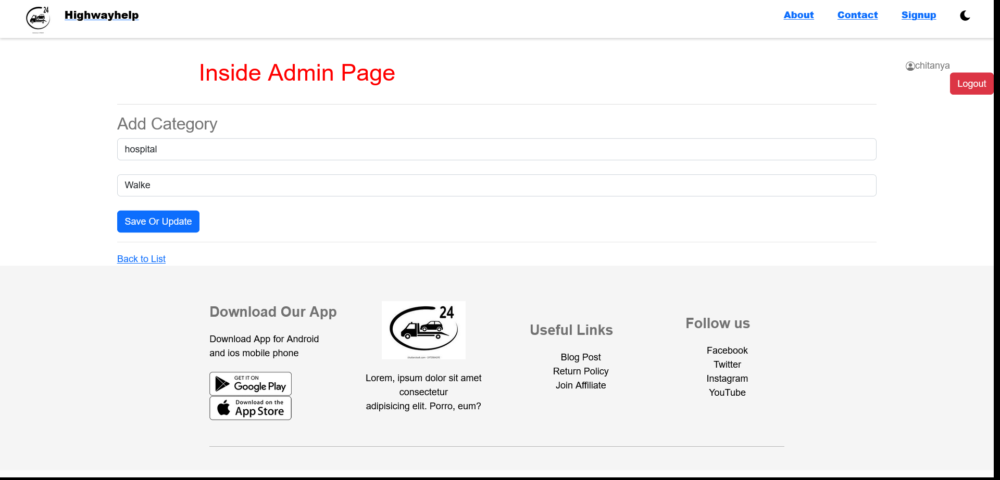 24
Highwayhelp
About
Contact
Signup
Inside Admin Page
chitanya
Logout
Add Category
hospital
Walke
Save Or Update
Back to List
Download Our App
Download App for Android
and ios mobile phone
GET IT ON
Google Play
Download on the
App Store
24
shutterstock.com · 1973504195
Lorem, ipsum dolor sit amet
consectetur
adipisicing elit. Porro, eum?
Useful Links
Blog Post
Return Policy
Join Affiliate
Follow us
Facebook
Twitter
Instagram
YouTube